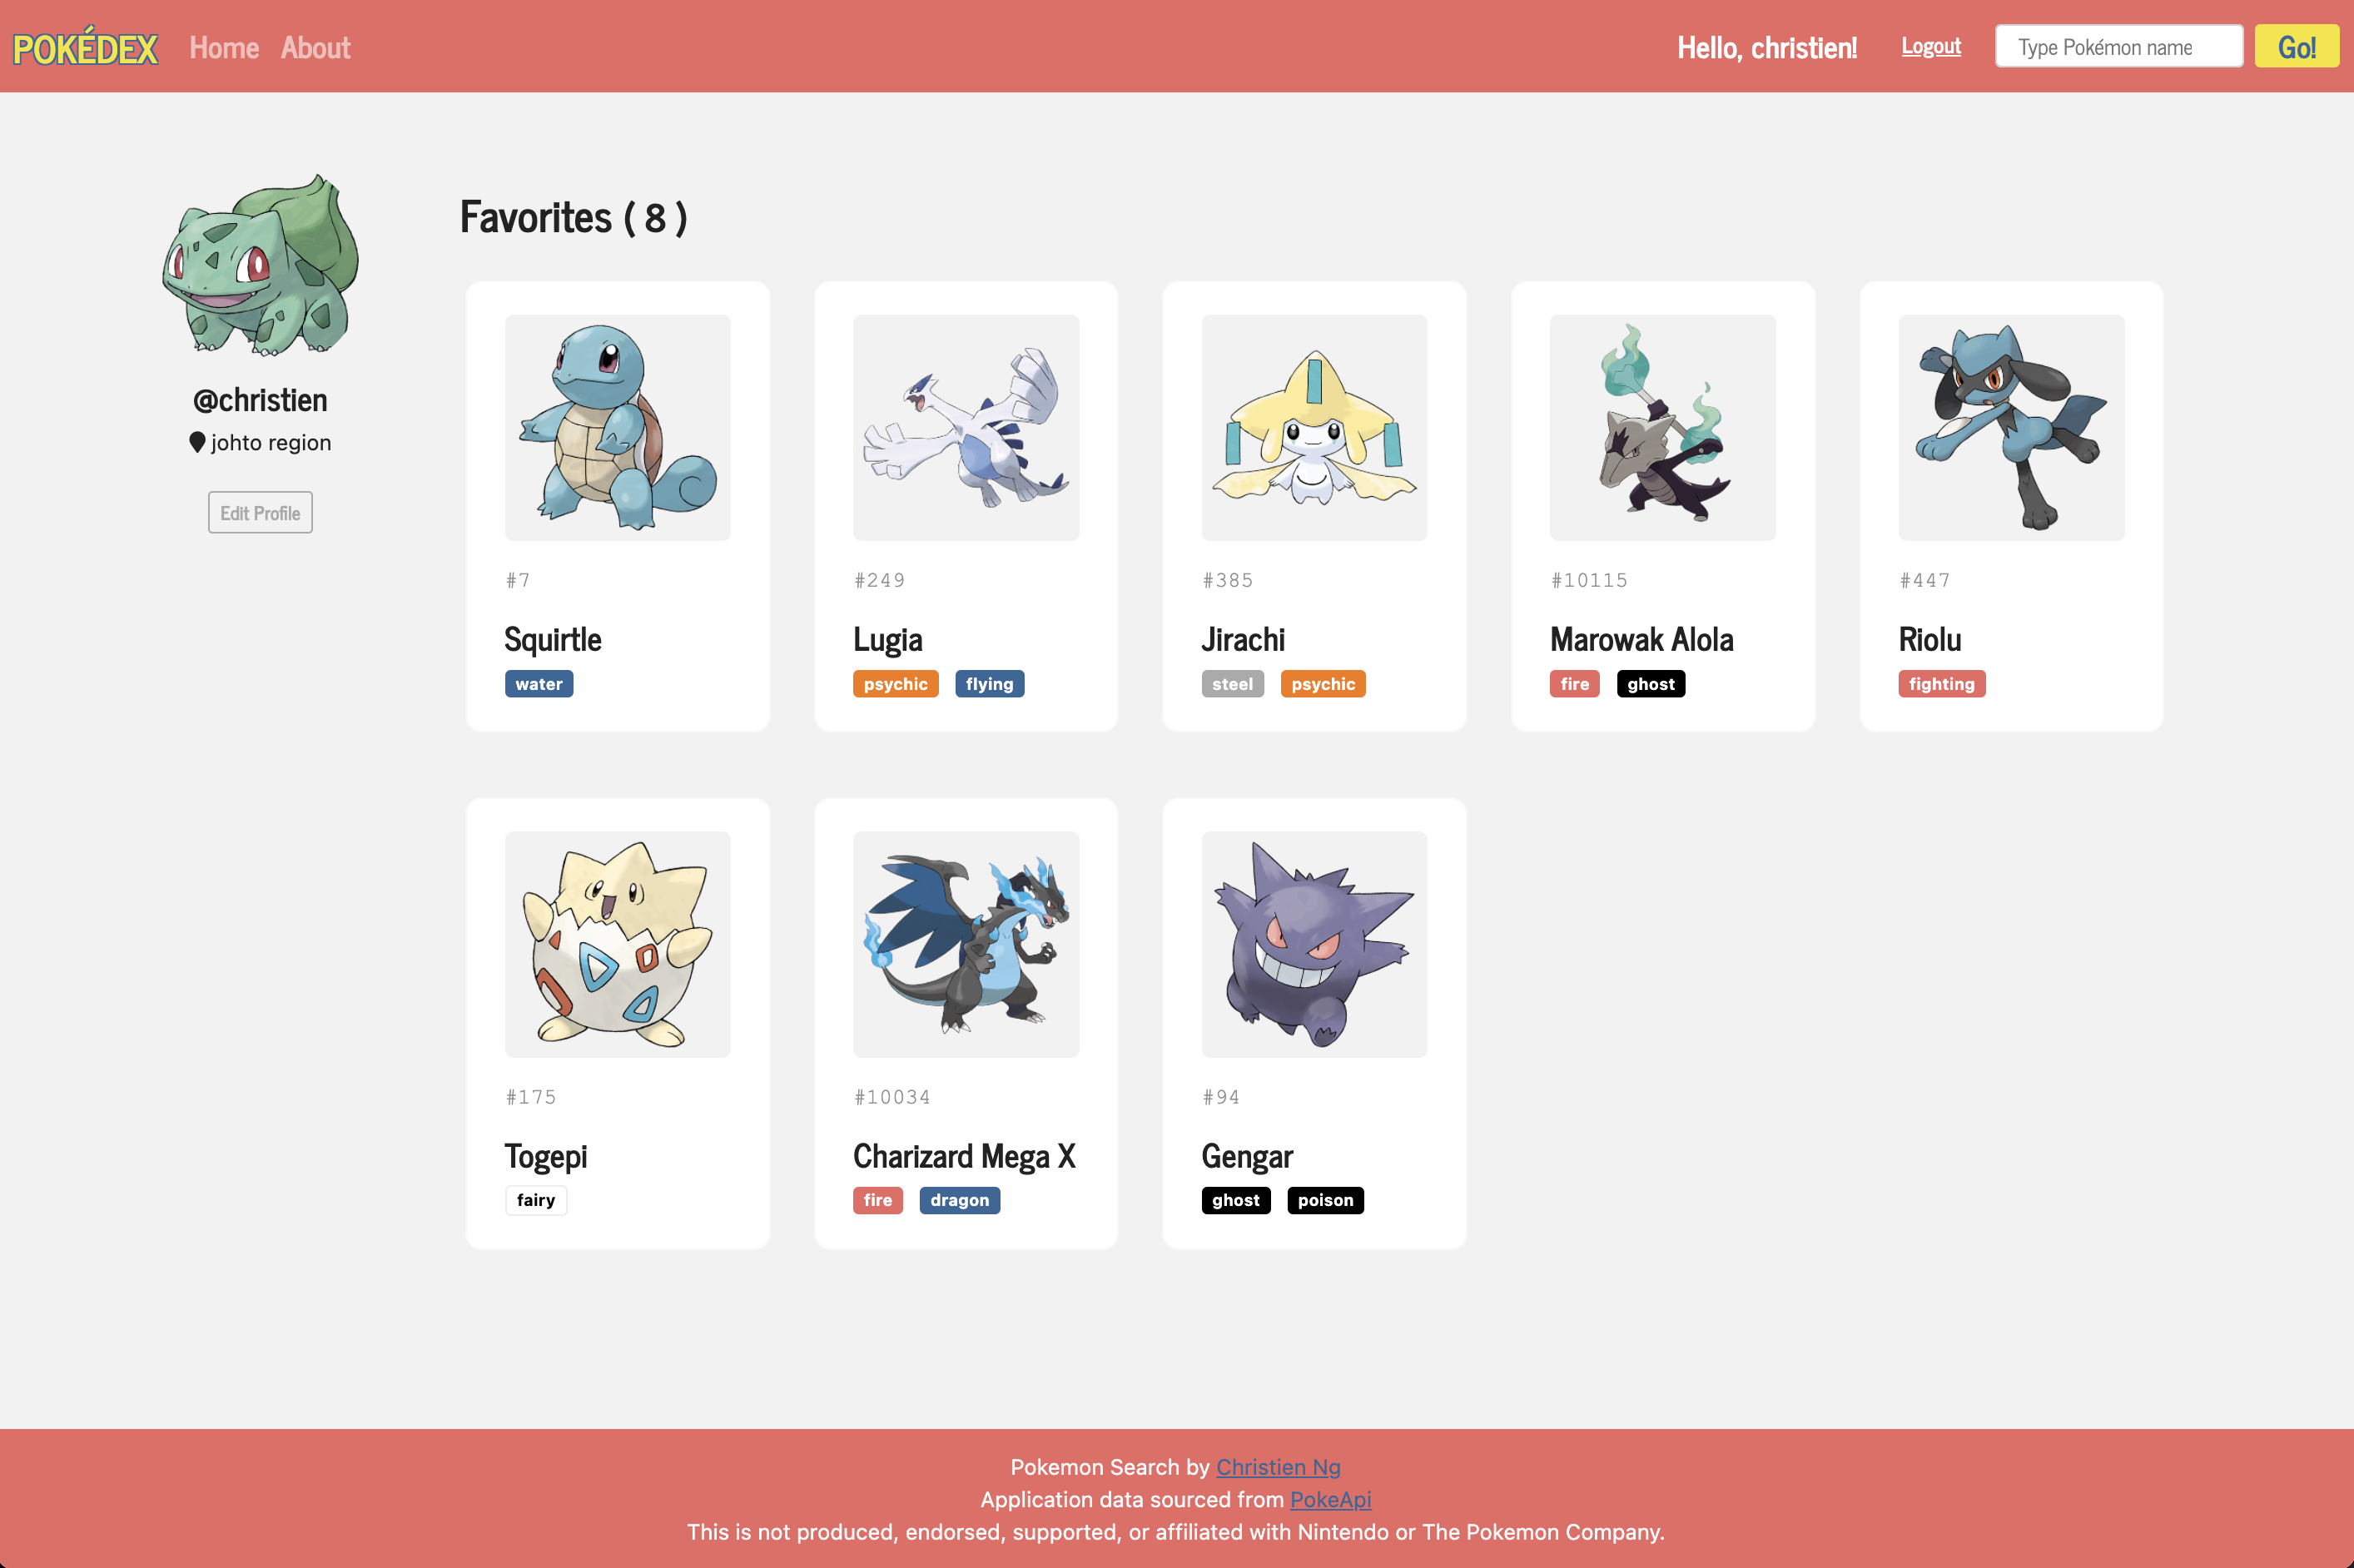 POKÉDEX Home About Hello, christien! Logout Type Pokémon name Go!
Favorites ( 8 )
@christien
johto region
Edit Profile
#7
Squirtle
water
#249
Lugia
psychic flying
#385
Jirachi
steel psychic
#10115
Marowak Alola
fire ghost
#447
Riolu
fighting
#175
Togepi
fairy
#10034
Charizard Mega X
fire dragon
#94
Gengar
ghost poison
Pokemon Search by Christien Ng
Application data sourced from PokeApi
This is not produced, endorsed, supported, or affiliated with Nintendo or The Pokemon Company.